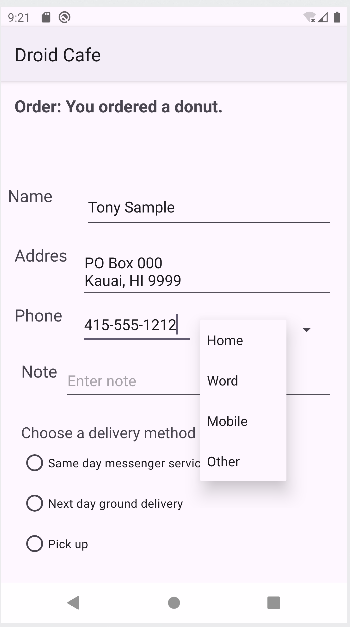 9:21
Droid Cafe
Order: You ordered a donut.
Name
Tony Sample
Addres
PO Box 000
Kauai, HI 9999
Phone
415-555-1212
Home
Word
Mobile
Other
Note
Enter note
Choose a delivery method
Same day messenger servic
Next day ground delivery
Pick up